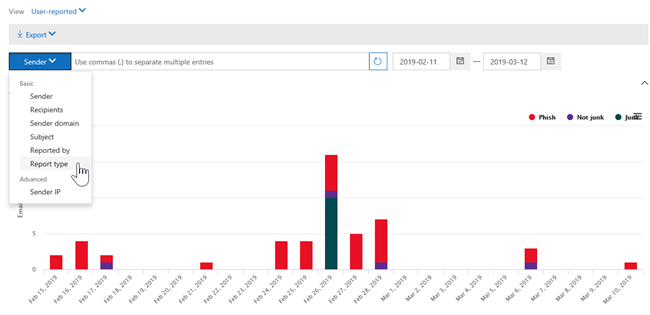 View User-reported
Export
Sender Use commas (,) to separate multiple entries 2019-02-11 — 2019-03-12
Basic
Sender
Recipients
Sender domain
Subject
Reported by
Report type
Advanced
Sender IP
Phish Not junk Junk
Emai
5
0
Feb 15, 2019 Feb 16, 2019 Feb 17, 2019 Feb 18, 2019 Feb 19, 2019 Feb 20, 2019 Feb 21, 2019 Feb 22, 2019 Feb 23, 2019 Feb 24, 2019 Feb 25, 2019 Feb 26, 2019 Feb 27, 2019 Feb 28, 2019 Mar 1, 2019 Mar 2, 2019 Mar 3, 2019 Mar 4, 2019 Mar 5, 2019 Mar 6, 2019 Mar 7, 2019 Mar 8, 2019 Mar 9, 2019 Mar 10, 2019